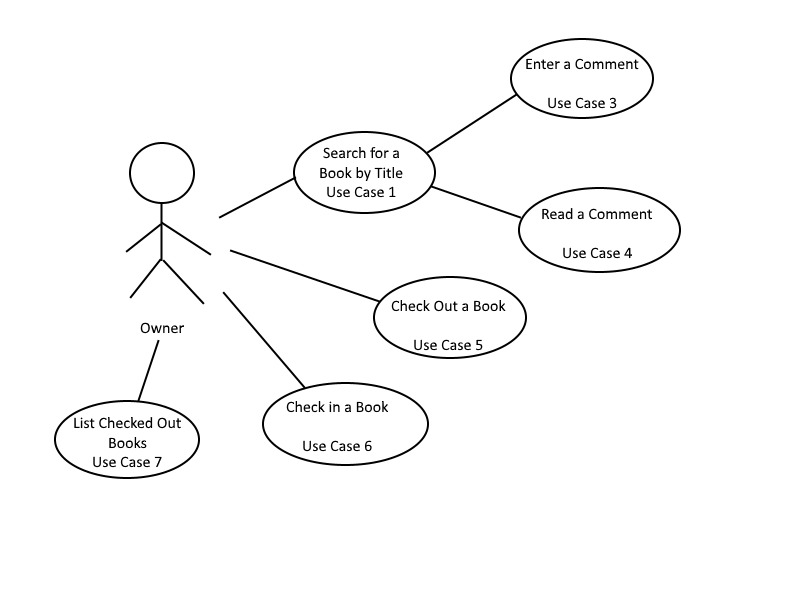 Enter a Comment
Use Case 3
Search for a
Book by Title
Use Case 1
Read a Comment
Use Case 4
Check Out a Book
Use Case 5
Owner
Check in a Book
Use Case 6
List Checked Out
Books
Use Case 7